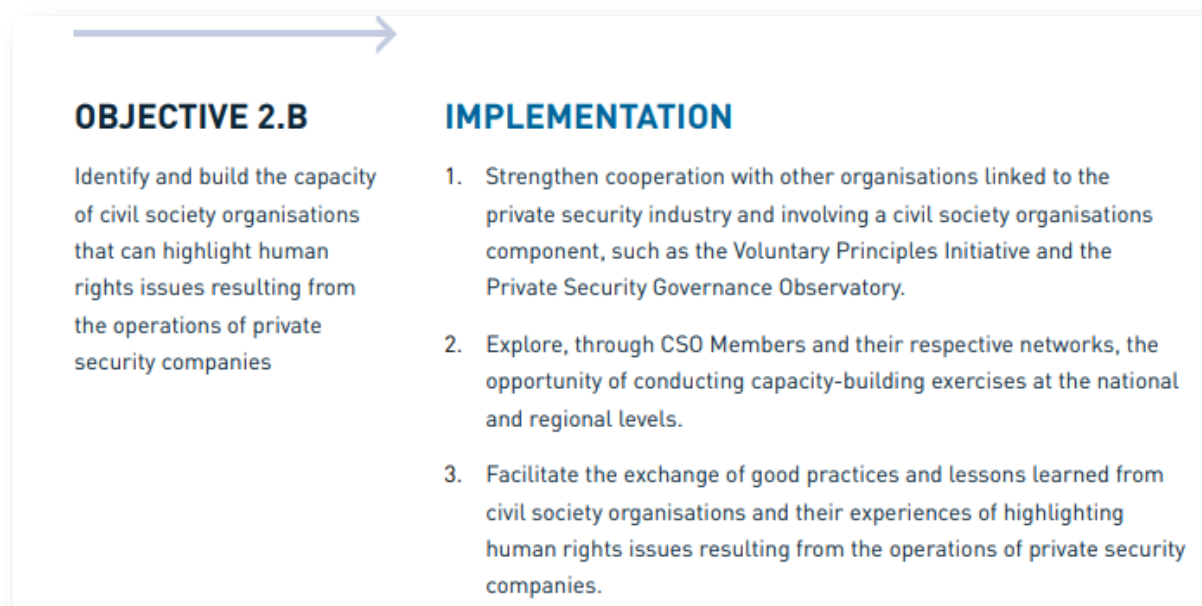 OBJECTIVE 2.B
Identify and build the capacity
of civil society organisations
that can highlight human
rights issues resulting from
the operations of private
security companies
IMPLEMENTATION
1. Strengthen cooperation with other organisations linked to the
private security industry and involving a civil society organisations
component, such as the Voluntary Principles Initiative and the
Private Security Governance Observatory.
2. Explore, through CSO Members and their respective networks, the
opportunity of conducting capacity-building exercises at the national
and regional levels.
3. Facilitate the exchange of good practices and lessons learned from
civil society organisations and their experiences of highlighting
human rights issues resulting from the operations of private security
companies.